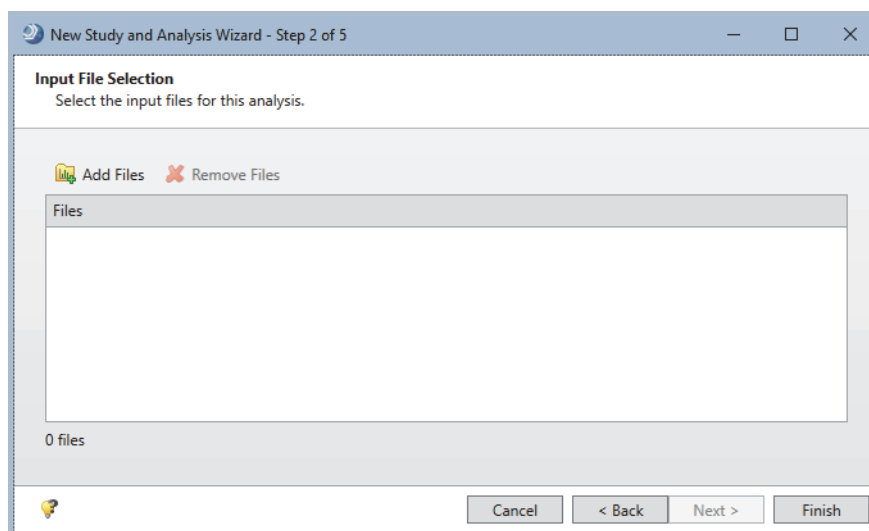 New Study and Analysis Wizard - Step 2 of 5
Input File Selection
Select the input files for this analysis.
Add Files Remove Files
Files
0 files
Cancel < Back Next > Finish